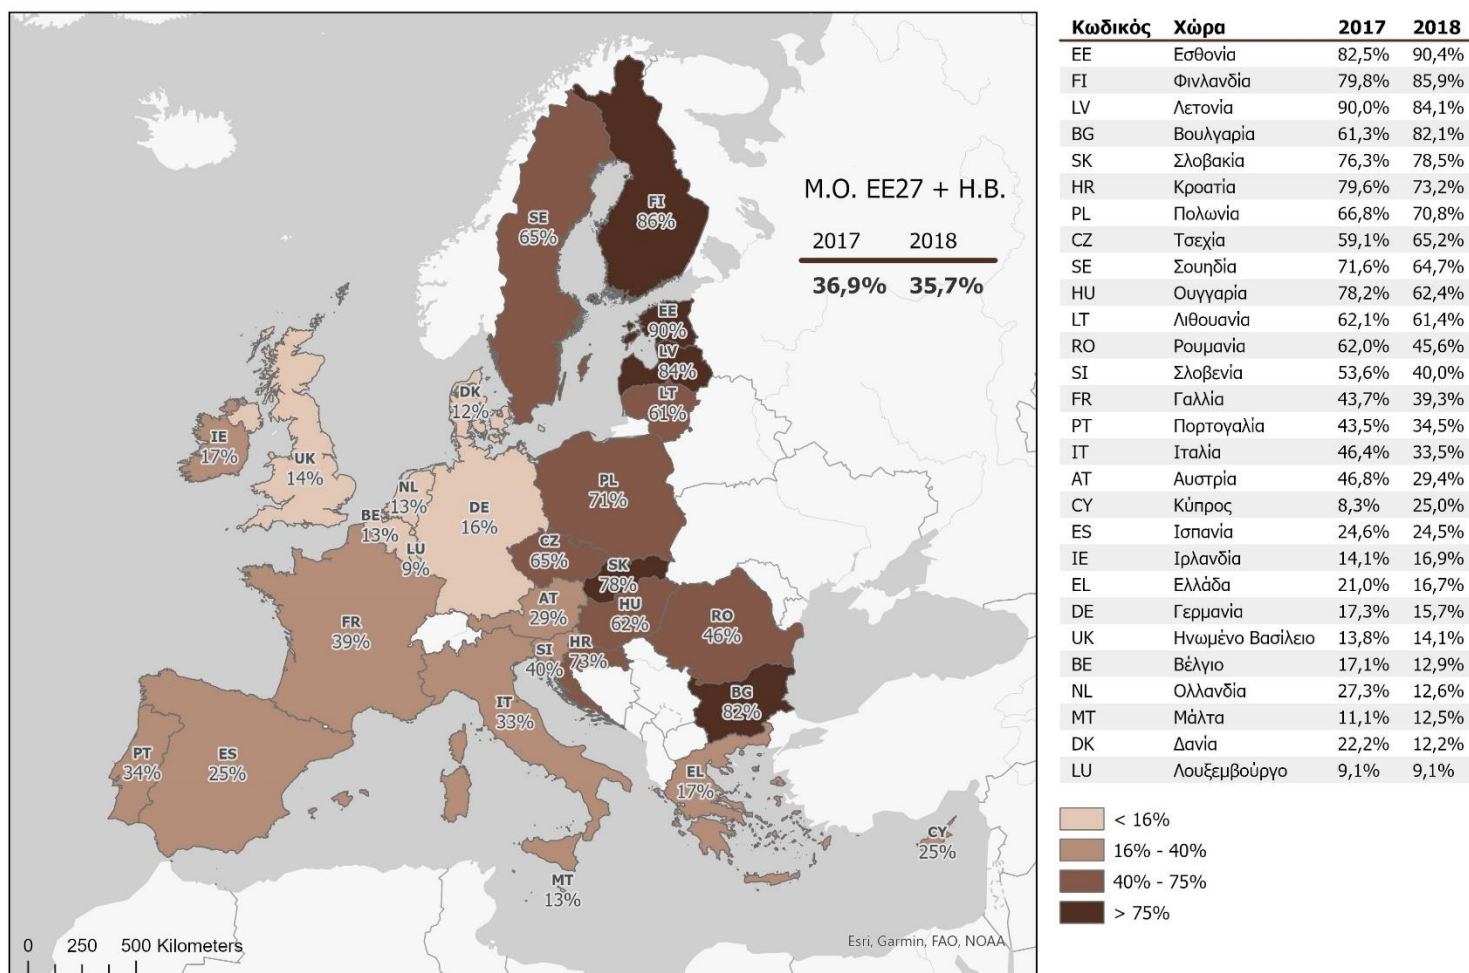 FI
86%
SE
65%
Μ.Ο. ΕΕ27 + Η.Β.
2017 2018
36,9% 35,7%
EE
90%
LV
84%
LT
61%
DK
12%
IE
17%
UK
14%
NL
13%
BE
13%
LU
9%
DE
16%
PL
71%
CZ
65%
SK
78%
AT
29%
HU
62%
RO
46%
FR
39%
SI
40%
HR
73%
IT
33%
BG
82%
PT
34%
ES
25%
EL
17%
CY
25%
MT
13%
0 250 500 Kilometers
Esri, Garmin, FAO, NOAA
Κωδικός Χώρα 2017 2018
EE Εσθονία 82,5% 90,4%
FI Φινλανδία 79,8% 85,9%
LV Λετονία 90,0% 84,1%
BG Βουλγαρία 61,3% 82,1%
SK Σλοβακία 76,3% 78,5%
HR Κροατία 79,6% 73,2%
PL Πολωνία 66,8% 70,8%
CZ Τσεχία 59,1% 65,2%
SE Σουηδία 71,6% 64,7%
HU Ουγγαρία 78,2% 62,4%
LT Λιθουανία 62,1% 61,4%
RO Ρουμανία 62,0% 45,6%
SI Σλοβενία 53,6% 40,0%
FR Γαλλία 43,7% 39,3%
PT Πορτογαλία 43,5% 34,5%
IT Ιταλία 46,4% 33,5%
AT Αυστρία 46,8% 29,4%
CY Κύπρος 8,3% 25,0%
ES Ισπανία 24,6% 24,5%
IE Ιρλανδία 14,1% 16,9%
EL Ελλάδα 21,0% 16,7%
DE Γερμανία 17,3% 15,7%
UK Ηνωμένο Βασίλειο 13,8% 14,1%
BE Βέλγιο 17,1% 12,9%
NL Ολλανδία 27,3% 12,6%
MT Μάλτα 11,1% 12,5%
DK Δανία 22,2% 12,2%
LU Λουξεμβούργο 9,1% 9,1%
< 16%
16% - 40%
40% - 75%
> 75%